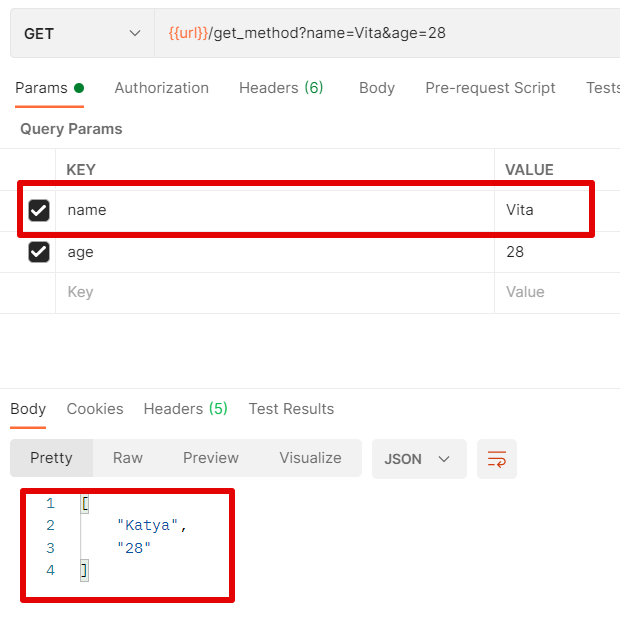 GET {{url}}/get_method?name=Vita&age=28
Params Authorization Headers (6) Body Pre-request Script Tests
Query Params
KEY VALUE
name Vita
age 28
Key Value
Body Cookies Headers (5) Test Results
Pretty Raw Preview Visualize JSON
1 [
2 "Katya",
3 "28"
4 ]